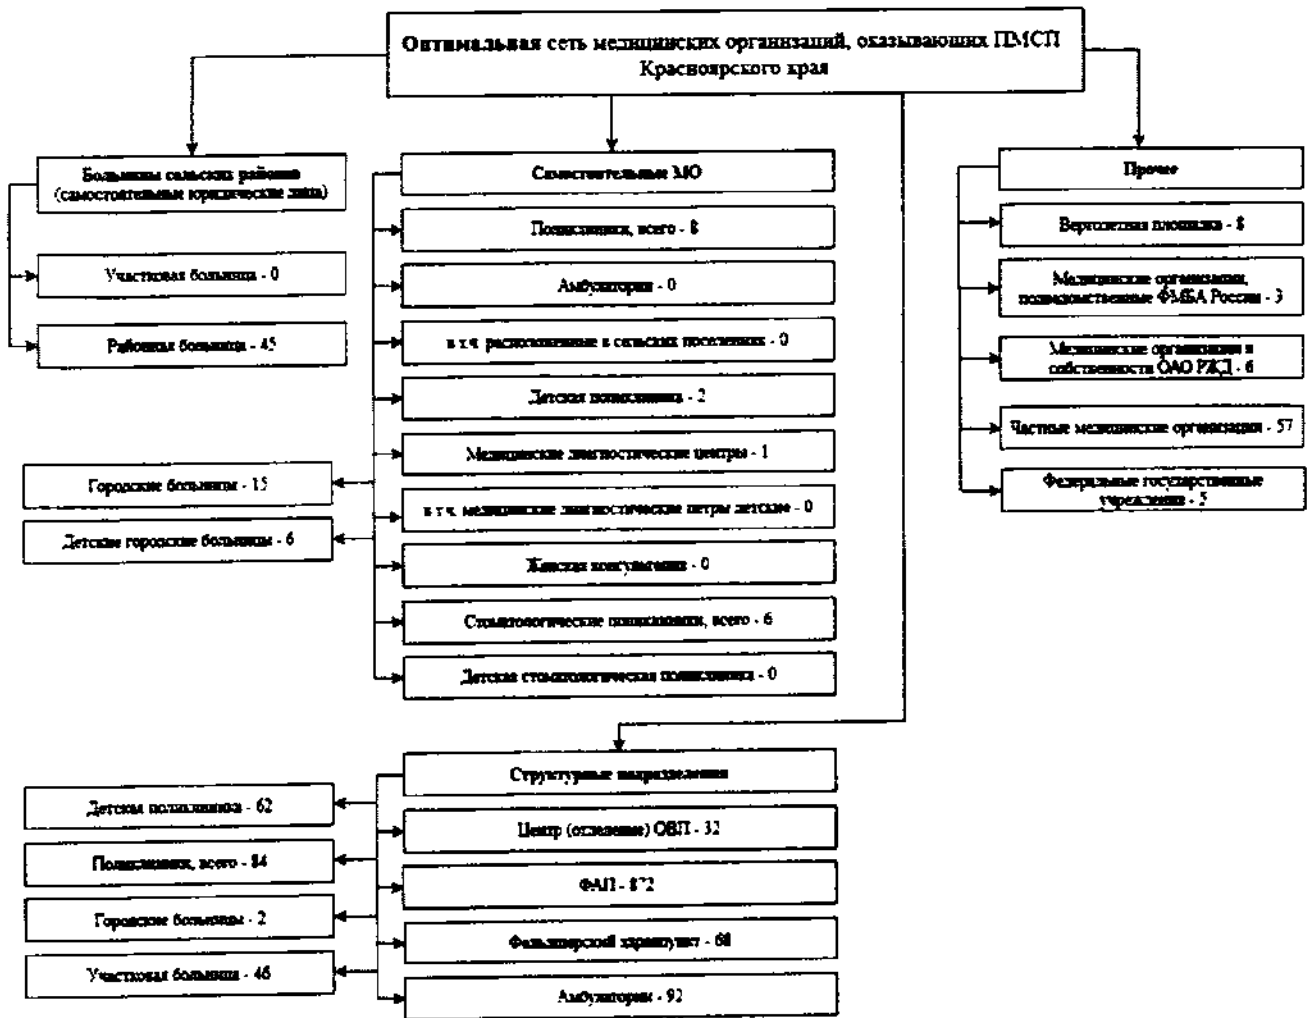 Оптимальная сеть медицинских организаций, оказывающих ПМСП
Красноярского края
Больницы сельских районов
(самостоятельные юридические лица)
Участковая больница - 0
Районная больница - 45
Самостоятельные МО
Поликлиники, всего - 8
Амбулатории - 0
в т.ч. расположенные в сельских поселениях - 0
Детская поликлиника - 2
Медицинские диагностические центры - 1
в т.ч. медицинские диагностические центры детские - 0
Женская консультация - 0
Стоматологические поликлиники, всего - 6
Детская стоматологическая поликлиника - 0
Городские больницы - 15
Детские городские больницы - 6
Прочее
Вертолетная площадка - 8
Медицинские организации,
подведомственные ФМБА России - 3
Медицинские организации в
собственности ОАО РЖД - 6
Частные медицинские организации - 57
Федеральные государственные
учреждения - 5
Структурные подразделения
Детская поликлиника - 62
Поликлиники, всего - 84
Городские больницы - 2
Участковая больница - 46
Центр (отделение) ОВП - 32
ФАП - 872
Фельдшерский здравпункт - 68
Амбулатории - 92